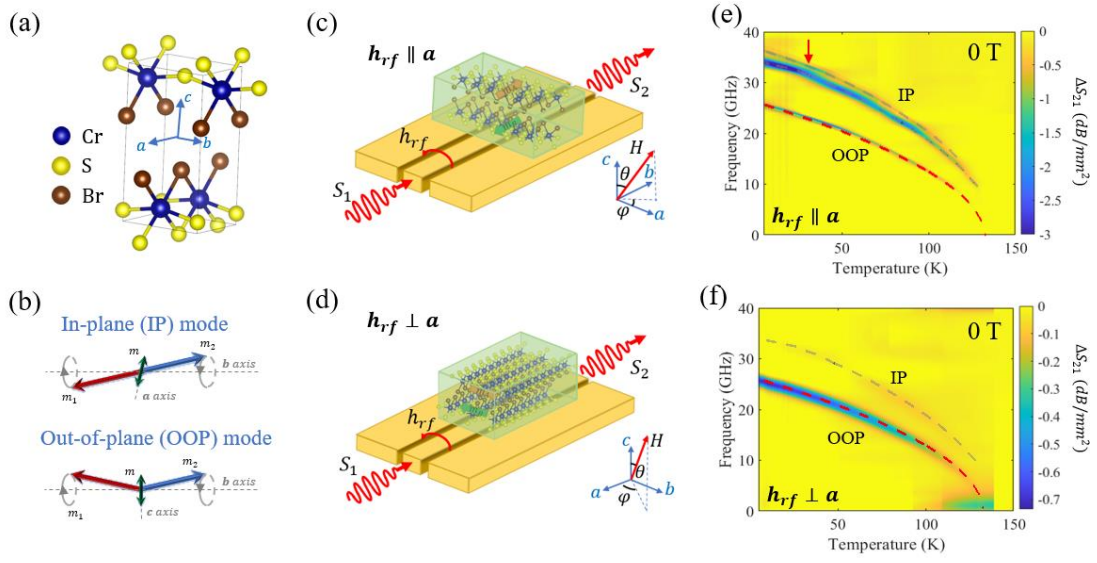 (a)
c
a
b
Cr
S
Br
(b)
In-plane (IP) mode
m
m₂
b axis
m₁
a axis
Out-of-plane (OOP) mode
m
m₂
b axis
m₁
c axis
(c)
h_rf ∥ a
S₂
h_rf
S₁
H
c
θ
b
φ
a
(d)
h_rf ⊥ a
S₂
h_rf
S₁
H
c
θ
a
φ
b
(e)
40
30
20
10
0
Frequency (GHz)
0 T
IP
OOP
h_rf ∥ a
50
100
150
Temperature (K)
0
-0.5
-1
-1.5
-2
-2.5
-3
ΔS₂₁ (dB/mm²)
(f)
40
30
20
10
0
Frequency (GHz)
0 T
IP
OOP
h_rf ⊥ a
50
100
150
Temperature (K)
0
-0.1
-0.2
-0.3
-0.4
-0.5
-0.6
-0.7
ΔS₂₁ (dB/mm²)